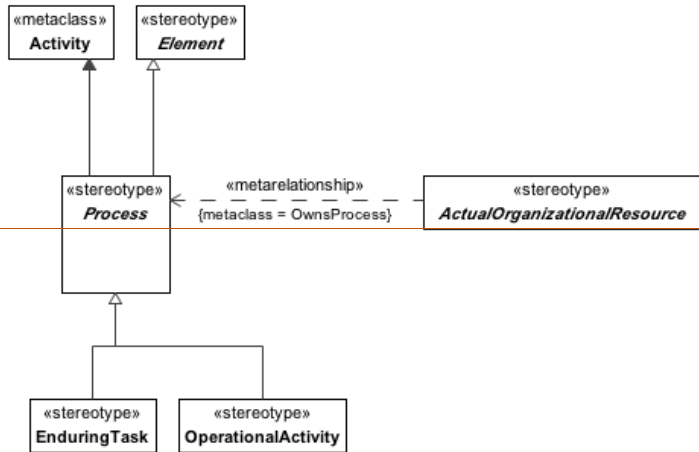 «metaclass»
Activity
«stereotype»
Element
«stereotype»
Process
«metarelationship»
{metaclass = OwnsProcess}
«stereotype»
ActualOrganizationalResource
«stereotype»
EnduringTask
«stereotype»
OperationalActivity